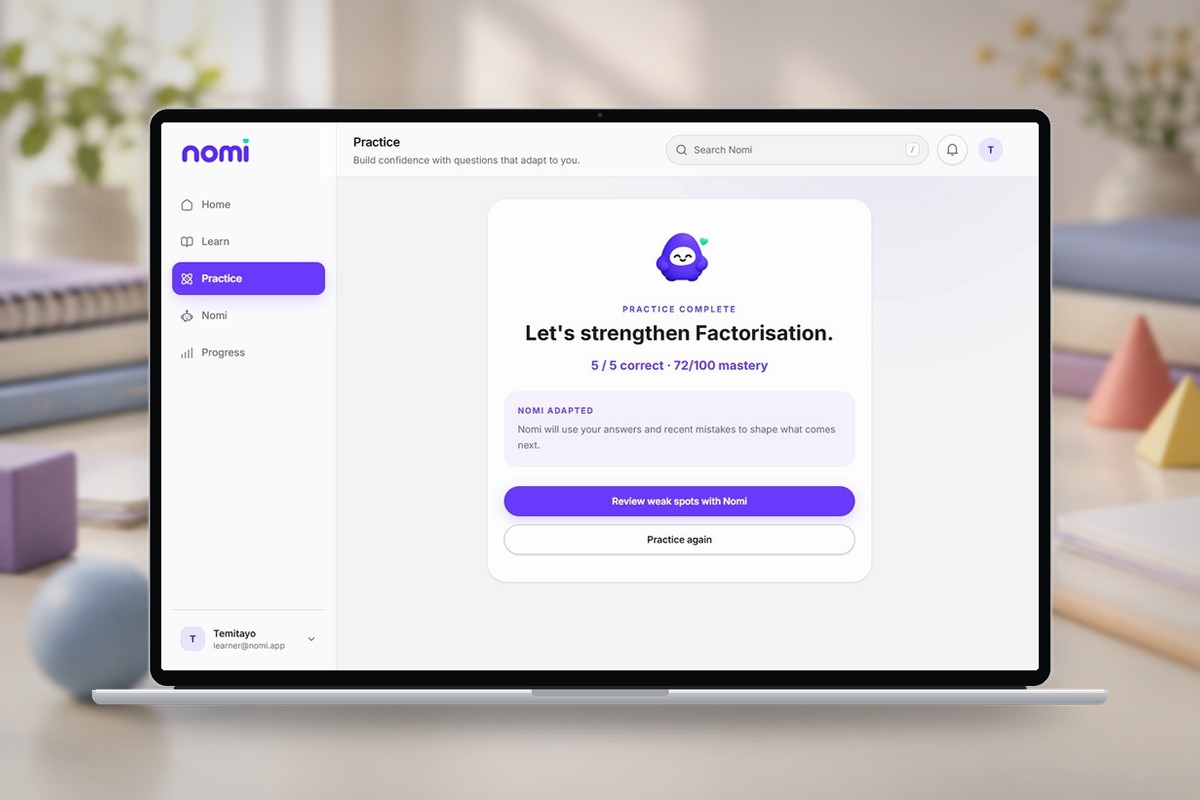 nomi
Home
Learn
Practice
Nomi
Progress
T
Temitayo
learner@nomi.app
Practice
Build confidence with questions that adapt to you.
Search Nomi
/
T
PRACTICE COMPLETE
Let's strengthen Factorisation.
5 / 5 correct · 72/100 mastery
NOMI ADAPTED
Nomi will use your answers and recent mistakes to shape what comes
next.
Review weak spots with Nomi
Practice again